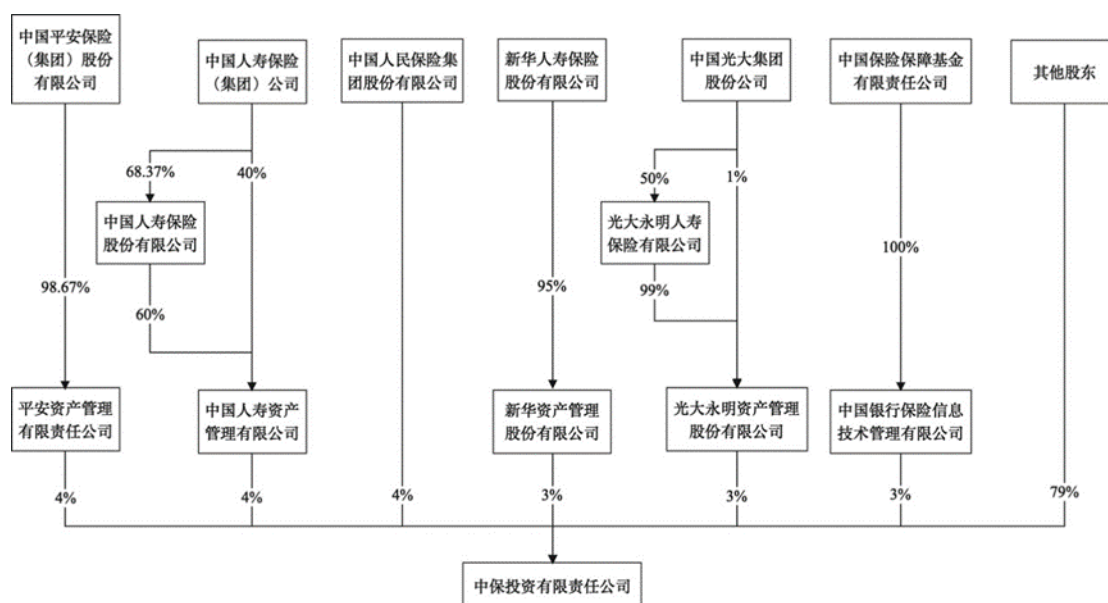 中国平安保险
（集团）股份
有限公司
中国人寿保险
（集团）公司
中国人民保险集
团股份有限公司
新华人寿保险
股份有限公司
中国光大集团
股份公司
中国保险保障基金
有限责任公司
其他股东
68.37%
40%
50%
1%
中国人寿保险
股份有限公司
光大永明人寿
保险有限公司
100%
98.67%
95%
99%
60%
平安资产管理
有限责任公司
中国人寿资产
管理有限公司
新华资产管理
股份有限公司
光大永明资产管理
股份有限公司
中国银行保险信息
技术管理有限公司
4%
4%
4%
3%
3%
3%
79%
中保投资有限责任公司